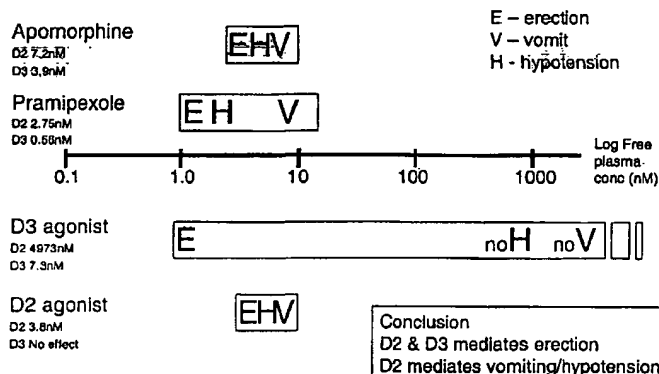 Apomorphine
D2 7.2nM
D3 3.9nM
EHV
E – erection
V – vomit
H - hypotension
Pramipexole
D2 2.75nM
D3 0.56nM
E H V
0.1 1.0 10 100 1000
Log Free
plasma-
conc (nM)
D3 agonist
D2 4973nM
D3 7.3nM
E noH noV
D2 agonist
D2 3.8nM
D3 No effect
EHV
Conclusion
D2 & D3 mediates erection
D2 mediates vomiting/hypotension